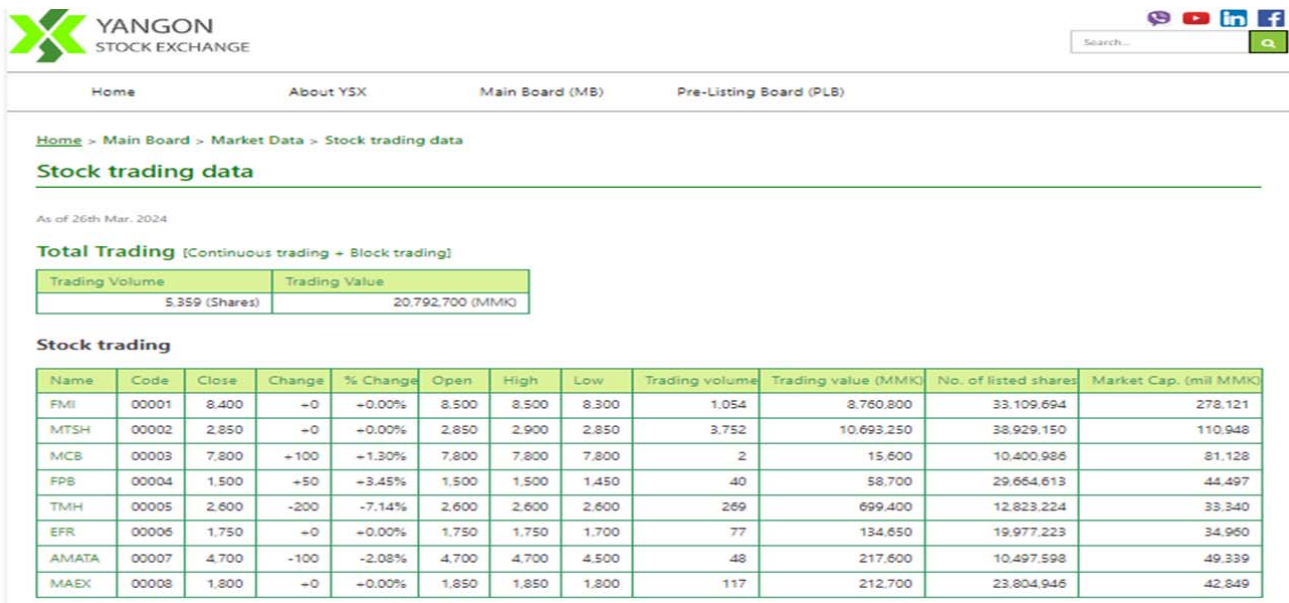 YANGON
STOCK EXCHANGE
in f
Search...
Home About YSX Main Board (MB) Pre-Listing Board (PLB)
Home > Main Board > Market Data > Stock trading data
Stock trading data
As of 26th Mar. 2024
Total Trading [Continuous trading + Block trading]
Trading Volume Trading Value
5,359 (Shares) 20,792,700 (MMK)
Stock trading
Name Code Close Change % Change Open High Low Trading volume Trading value (MMK) No. of listed shares Market Cap. (mil MMK)
FMI 00001 8,400 +0 +0.00% 8,500 8,500 8,300 1,054 8,760,800 33,109,694 278,121
MTSH 00002 2,850 +0 +0.00% 2,850 2,900 2,850 3,752 10,693,250 38,929,150 110,948
MCB 00003 7,800 +100 +1.30% 7,800 7,800 7,800 2 15,600 10,400,986 81,128
FPB 00004 1,500 +50 +3.45% 1,500 1,500 1,450 40 58,700 29,664,613 44,497
TMH 00005 2,600 -200 -7.14% 2,600 2,600 2,600 269 699,400 12,823,224 33,340
EFR 00006 1,750 +0 +0.00% 1,750 1,750 1,700 77 134,650 19,977,223 34,960
AMATA 00007 4,700 -100 -2.08% 4,700 4,700 4,500 48 217,600 10,497,598 49,339
MAEX 00008 1,800 +0 +0.00% 1,850 1,850 1,800 117 212,700 23,804,946 42,849